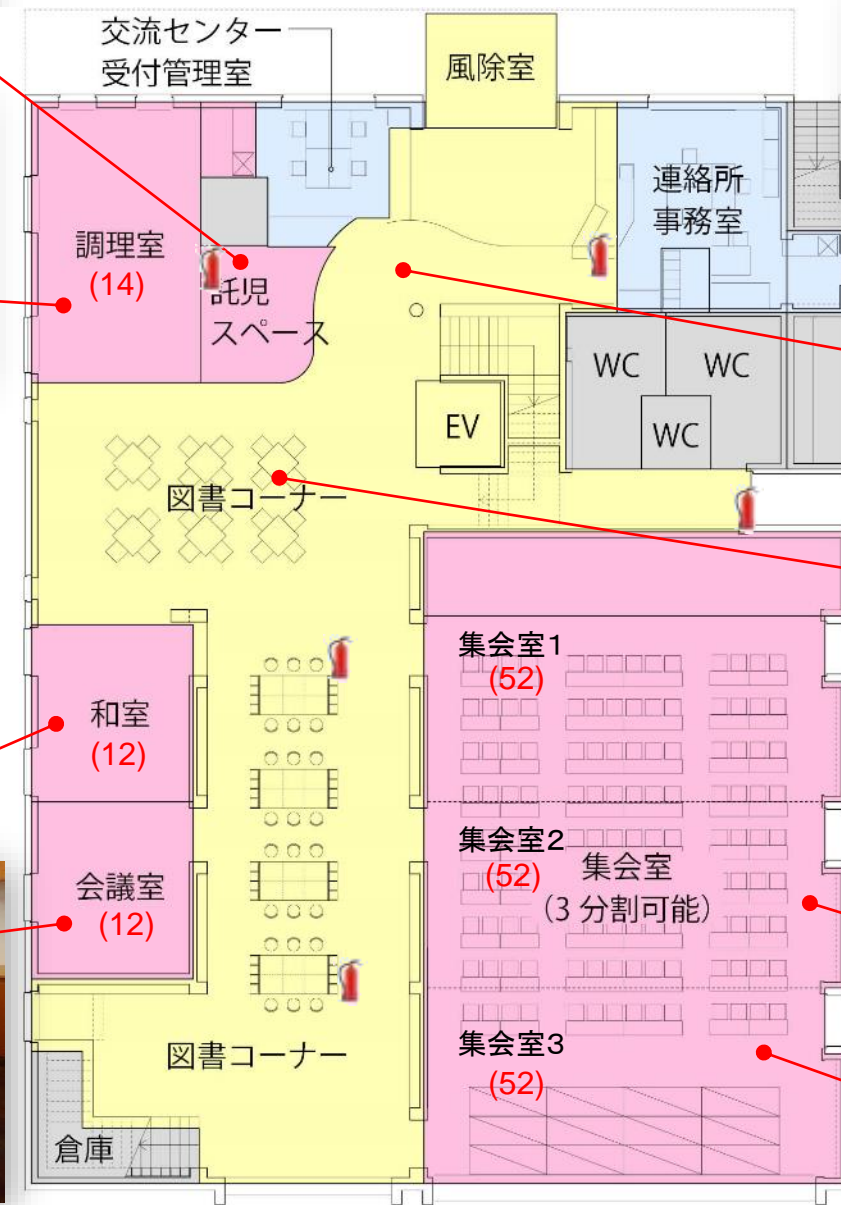 交流センター
受付管理室
風除室
連絡所
事務室
調理室
(14)
託児
スペース
WC
WC
WC
EV
図書コーナー
集会室1
(52)
和室
(12)
集会室2
(52)
集会室
(3 分割可能)
会議室
(12)
集会室3
(52)
図書コーナー
倉庫